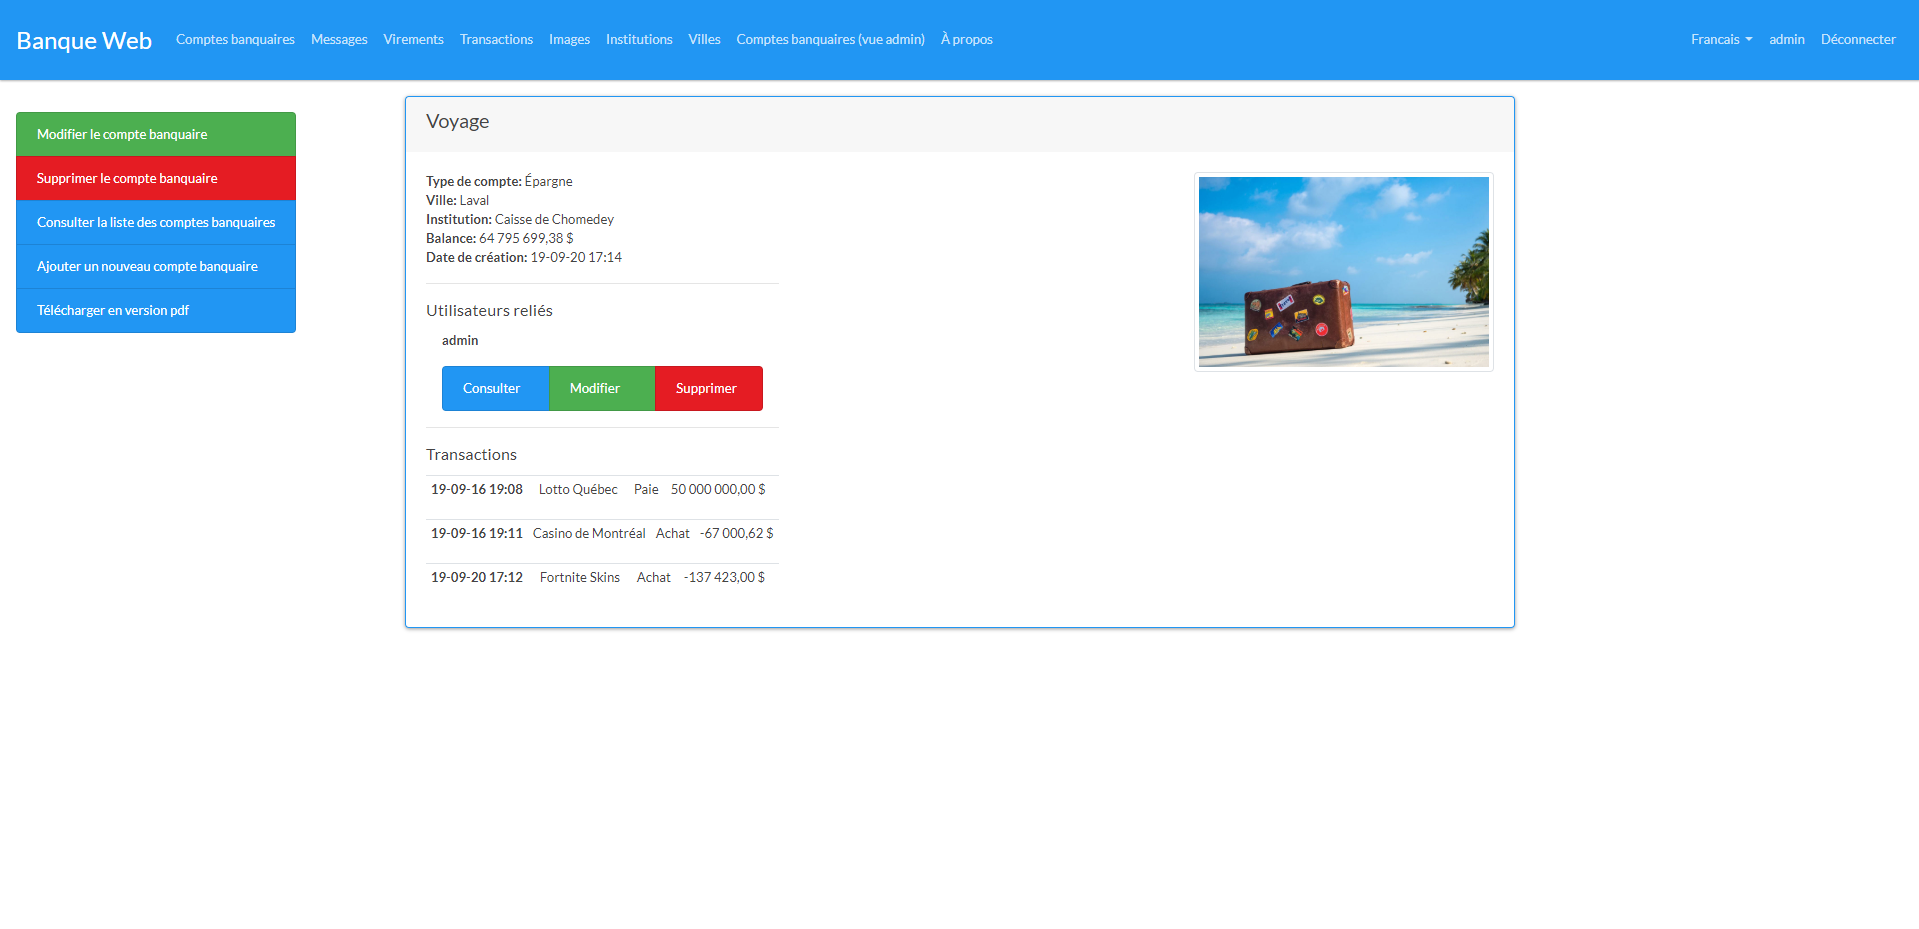 Banque Web Comptes banquaires Messages Virements Transactions Images Institutions Villes Comptes banquaires (vue admin) À propos Francais admin Déconnecter
Modifier le compte banquaire
Supprimer le compte banquaire
Consulter la liste des comptes banquaires
Ajouter un nouveau compte banquaire
Télécharger en version pdf
Voyage
Type de compte: Épargne
Ville: Laval
Institution: Caisse de Chomedey
Balance: 64 795 699,38 $
Date de création: 19-09-20 17:14
Utilisateurs reliés
admin
Consulter Modifier Supprimer
Transactions
19-09-16 19:08 Lotto Québec Paie 50 000 000,00 $
19-09-16 19:11 Casino de Montréal Achat -67 000,62 $
19-09-20 17:12 Fortnite Skins Achat -137 423,00 $